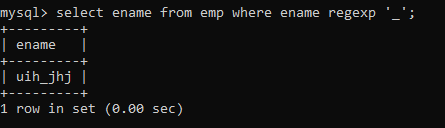 mysql> select ename from emp where ename regexp '_';
+---------+
| ename   |
+---------+
| uih_jhj |
+---------+
1 row in set (0.00 sec)